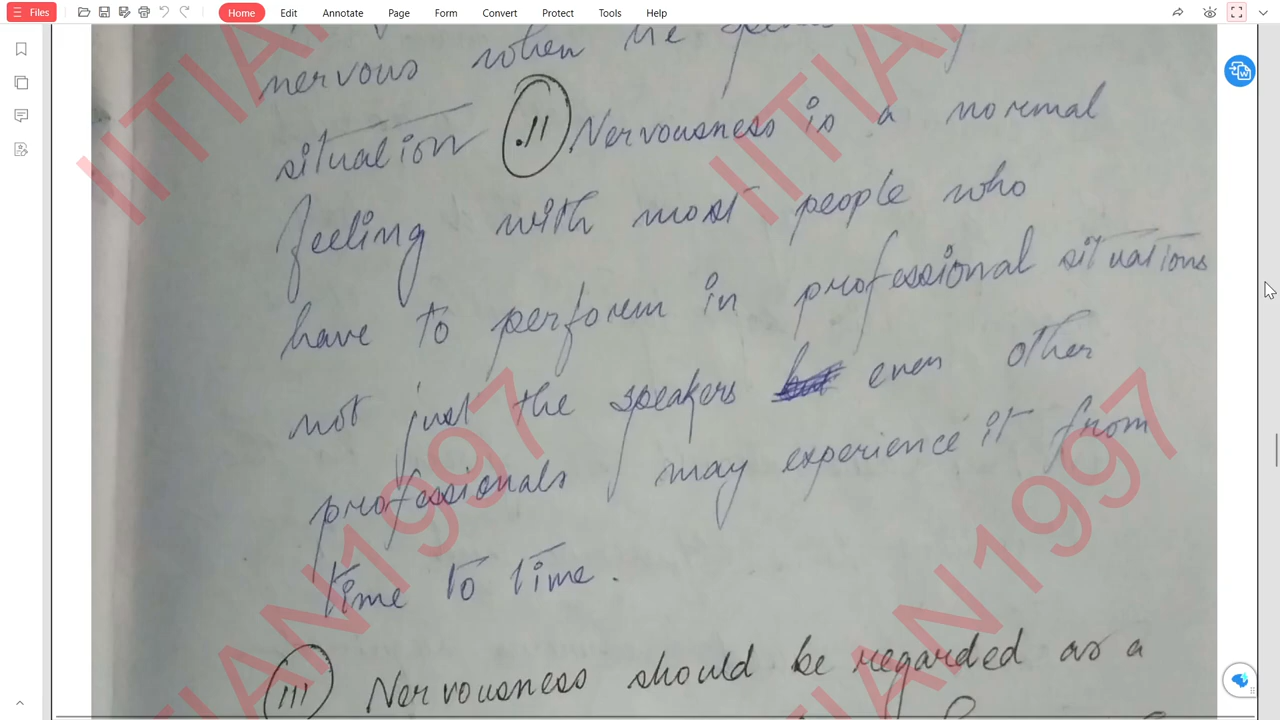 Files
Home
Edit
Annotate
Page
Form
Convert
Protect
Tools
Help
nervous when he
situation (ii) Nervousness is a normal
feeling with most people who
have to perform in professional situations
not just the speakers even other
professionals may experience it from
time to time.
(iii) Nervousness should be regarded as a
IITIAN1997